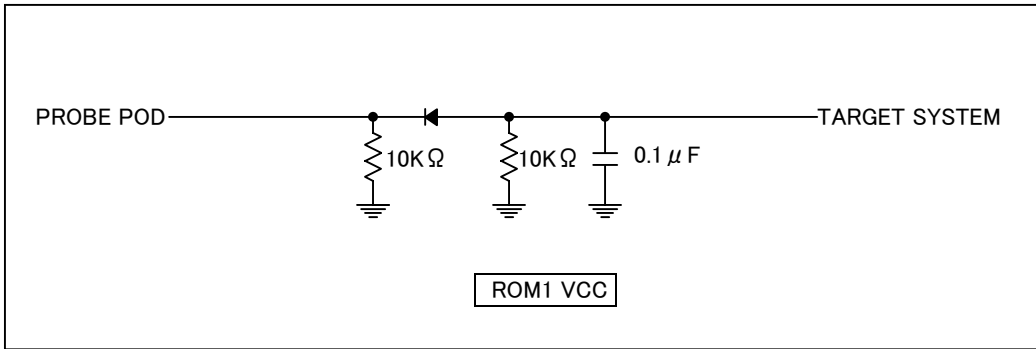 PROBE POD
TARGET SYSTEM
10KΩ
10KΩ
0.1μF
ROM1 VCC